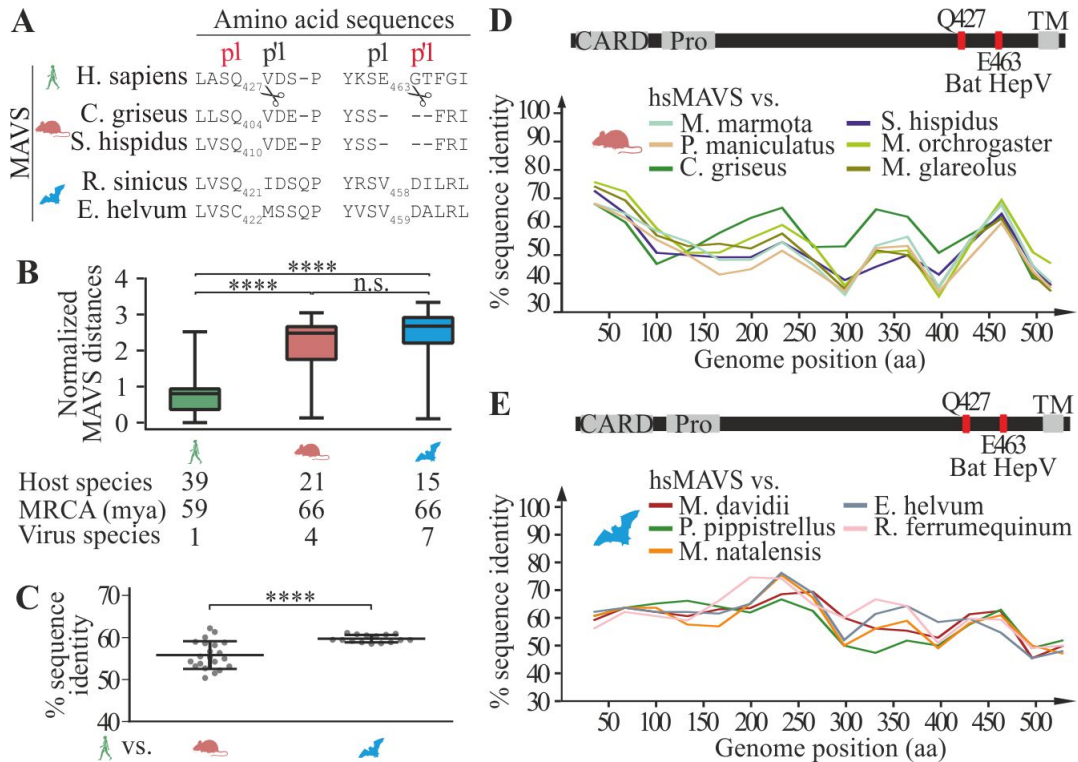 A
Amino acid sequences
p1 p'1 p1 p'1
H. sapiens LASQ427VDS-P YKSE463GTFGI
C. griseus LLSQ404VDE-P YSS- --FRI
S. hispidus LVSQ410VDE-P YSS- --FRI
R. sinicus LVSQ421IDSQP YRSV458DILRL
E. helvum LVSC422MSSQP YVSV459DALRL
MAVS
B
Normalized
MAVS distances
4
3
2
1
0
****
**** n.s.
Host species 39 21 15
MRCA (mya) 59 66 66
Virus species 1 4 7
C
% sequence
identity
70
60
50
40
****
vs.
D
Q427 TM
CARD Pro
E463
Bat HepV
hsMAVS vs.
M. marmota
P. maniculatus
C. griseus
S. hispidus
M. orchrogaster
M. glareolus
% sequence identity
100
90
80
70
60
50
40
30
50 100 150 200 250 300 350 400 450 500
Genome position (aa)
E
Q427 TM
CARD Pro
E463
Bat HepV
hsMAVS vs.
M. davidii
P. pippistrellus
M. natalensis
E. helvum
R. ferrumequinum
% sequence identity
100
90
80
70
60
50
40
30
50 100 150 200 250 300 350 400 450 500
Genome position (aa)